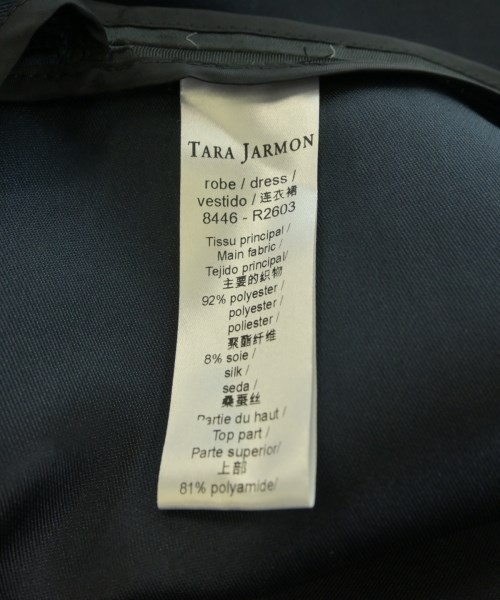 TARA JARMON
robe / dress /
vestido / 连衣裙
8446 - R2603
Tissu principal /
Main fabric /
Tejido principal/
主要的织物
92% polyester /
polyester /
poliester /
聚酯纤维
8% soie /
silk /
seda /
桑蚕丝
Partie du haut /
Top part /
Parte superior/
上部
81% polyamide/